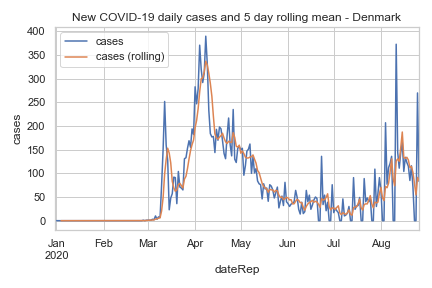 New COVID-19 daily cases and 5 day rolling mean - Denmark
cases
cases (rolling)
400
350
300
250
200
150
100
50
0
cases
Jan Feb Mar Apr May Jun Jul Aug
2020
dateRep